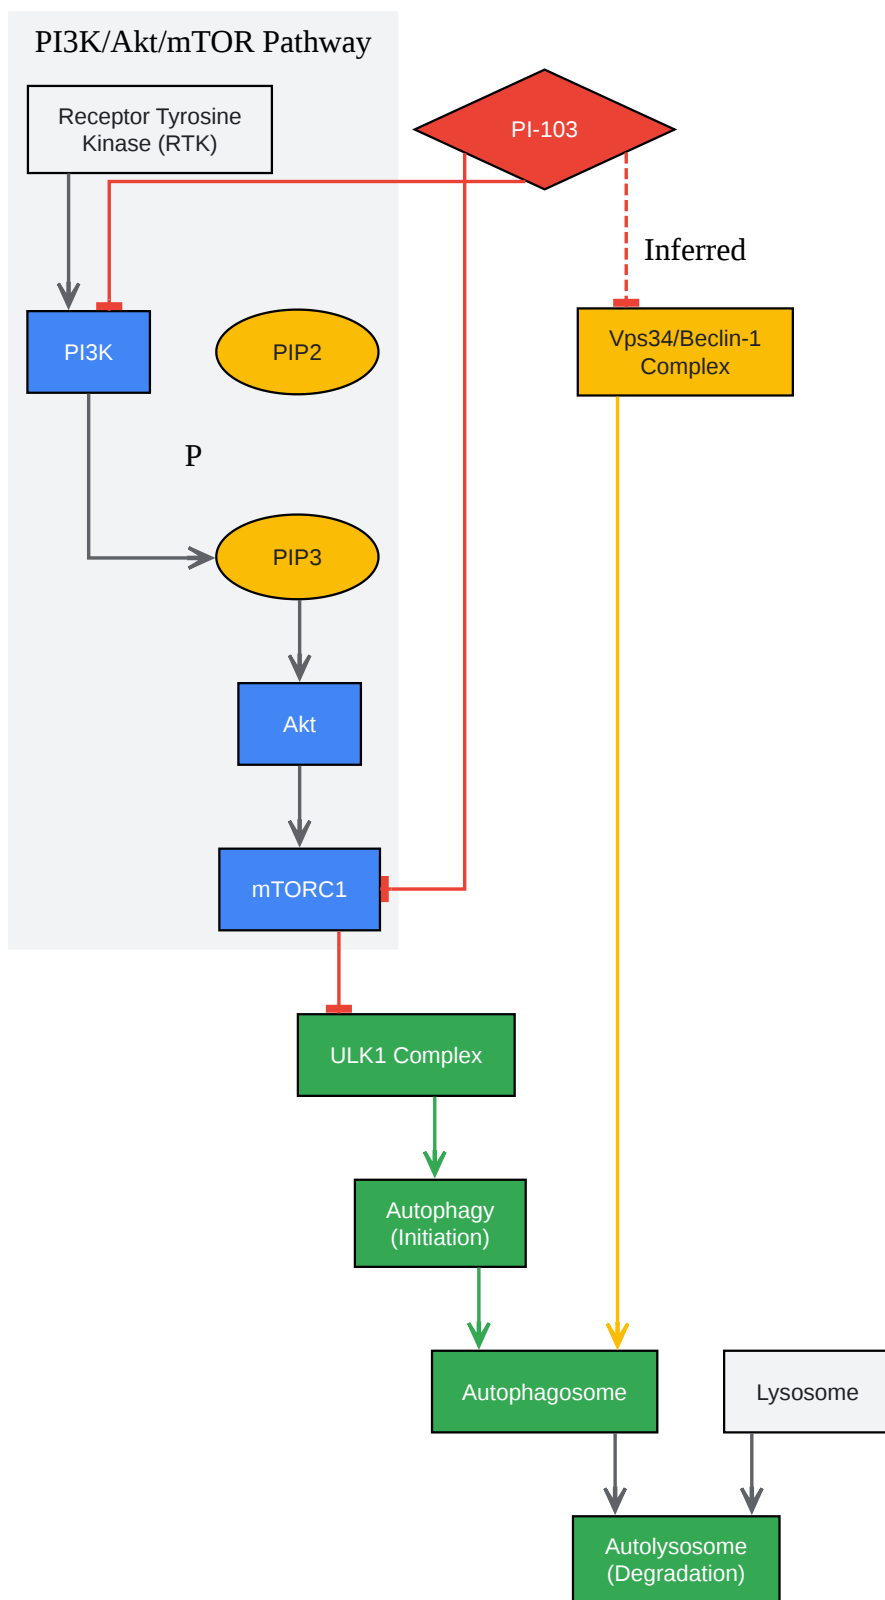 PI3K/Akt/mTOR Pathway
Receptor Tyrosine
Kinase (RTK)
PI-103
Inferred
PI3K
PIP2
Vps34/Beclin-1
Complex
P
PIP3
Akt
mTORC1
ULK1 Complex
Autophagy
(Initiation)
Autophagosome
Lysosome
Autolysosome
(Degradation)